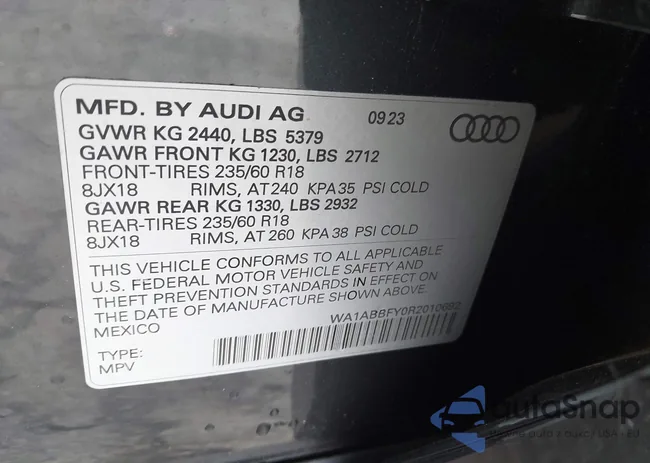 MFD. BY AUDI AG 09 23
GVWR KG 2440, LBS 5379
GAWR FRONT KG 1230, LBS 2712
FRONT-TIRES 235/60 R18
8JX18 RIMS, AT 240 KPA 35 PSI COLD
GAWR REAR KG 1330, LBS 2932
REAR-TIRES 235/60 R18
8JX18 RIMS, AT 260 KPA 38 PSI COLD
THIS VEHICLE CONFORMS TO ALL APPLICABLE
U.S. FEDERAL MOTOR VEHICLE SAFETY AND
THEFT PREVENTION STANDARDS IN EFFECT ON
THE DATE OF MANUFACTURE SHOWN ABOVE.
MEXICO
WA1ABBFY0R2010692
TYPE:
MPV
autoSnap